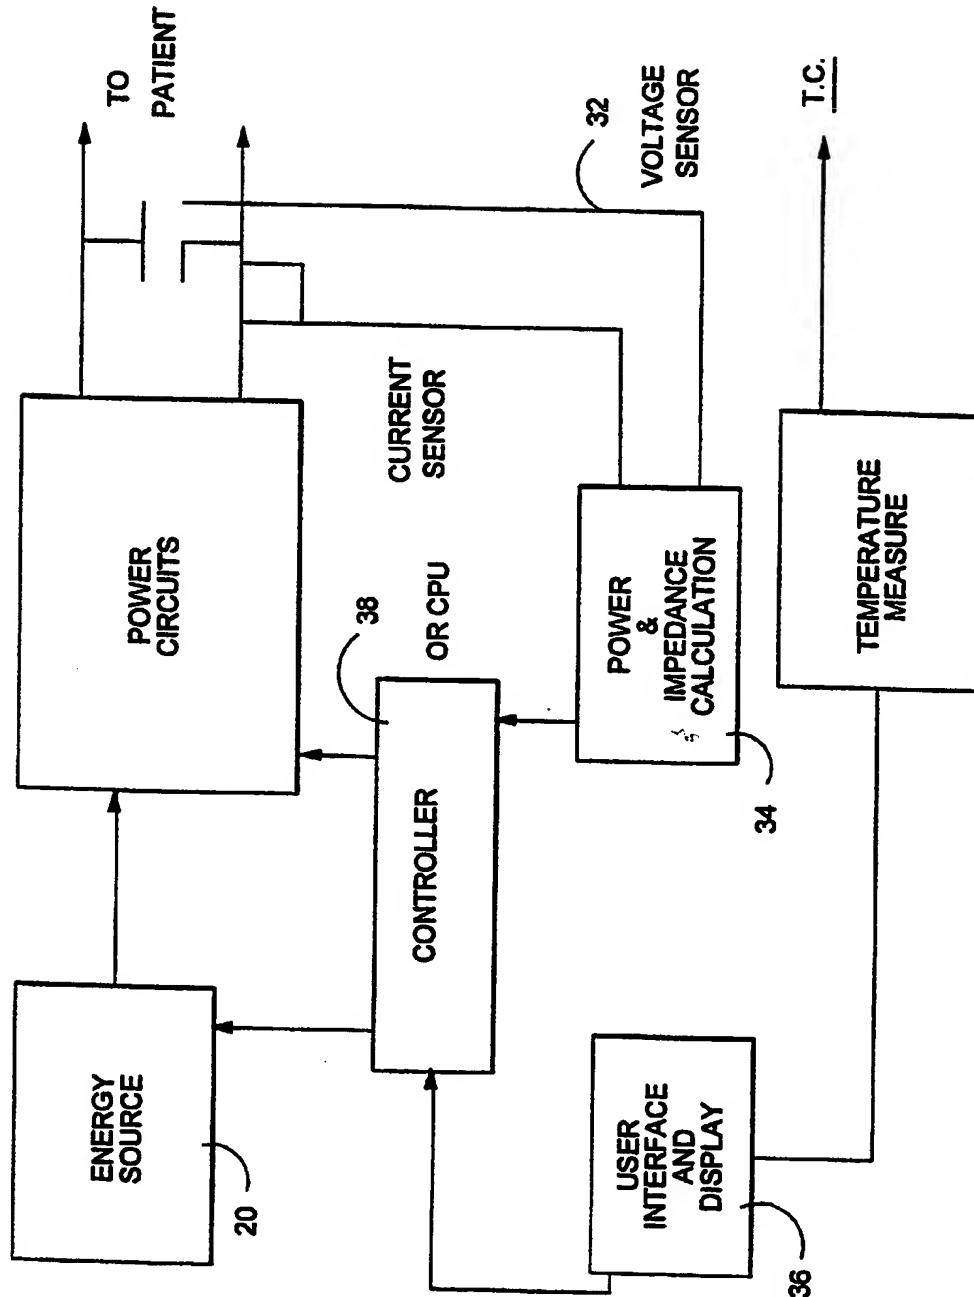 ENERGY
SOURCE
20
POWER
CIRCUITS
TO
PATIENT
CONTROLLER
38
OR CPU
CURRENT
SENSOR
32
VOLTAGE
SENSOR
POWER
&
IMPEDANCE
CALCULATION
34
USER
INTERFACE
AND
DISPLAY
36
TEMPERATURE
MEASURE
T.C.